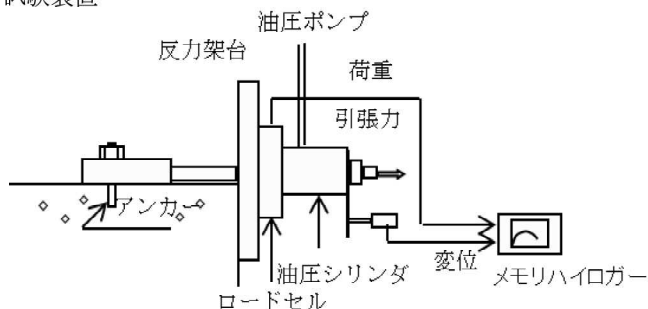 試験装置
油圧ポンプ
反力架台
荷重
引張力
アンカー
変位
油圧シリンダ
メモリハイロガー
ロードセル